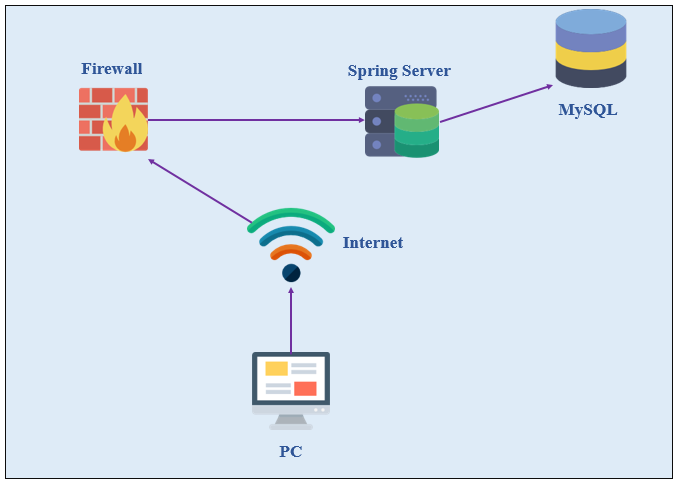 Firewall
Spring Server
MySQL
Internet
PC